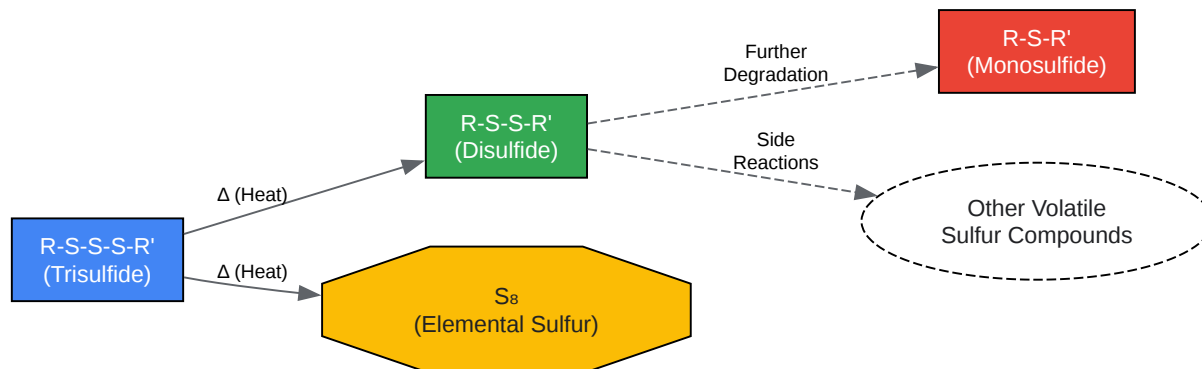 R-S-R'
(Monosulfide)
Further
Degradation
R-S-S-R'
(Disulfide)
Side
Reactions
Δ (Heat)
Other Volatile
Sulfur Compounds
R-S-S-S-R'
(Trisulfide)
Δ (Heat)
S₈
(Elemental Sulfur)